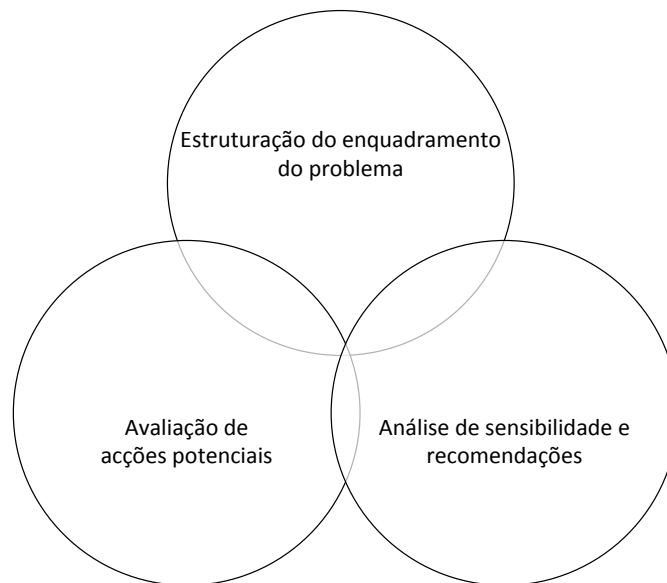 Estruturação do enquadramento
do problema
Avaliação de
acções potenciais
Análise de sensibilidade e
recomendações